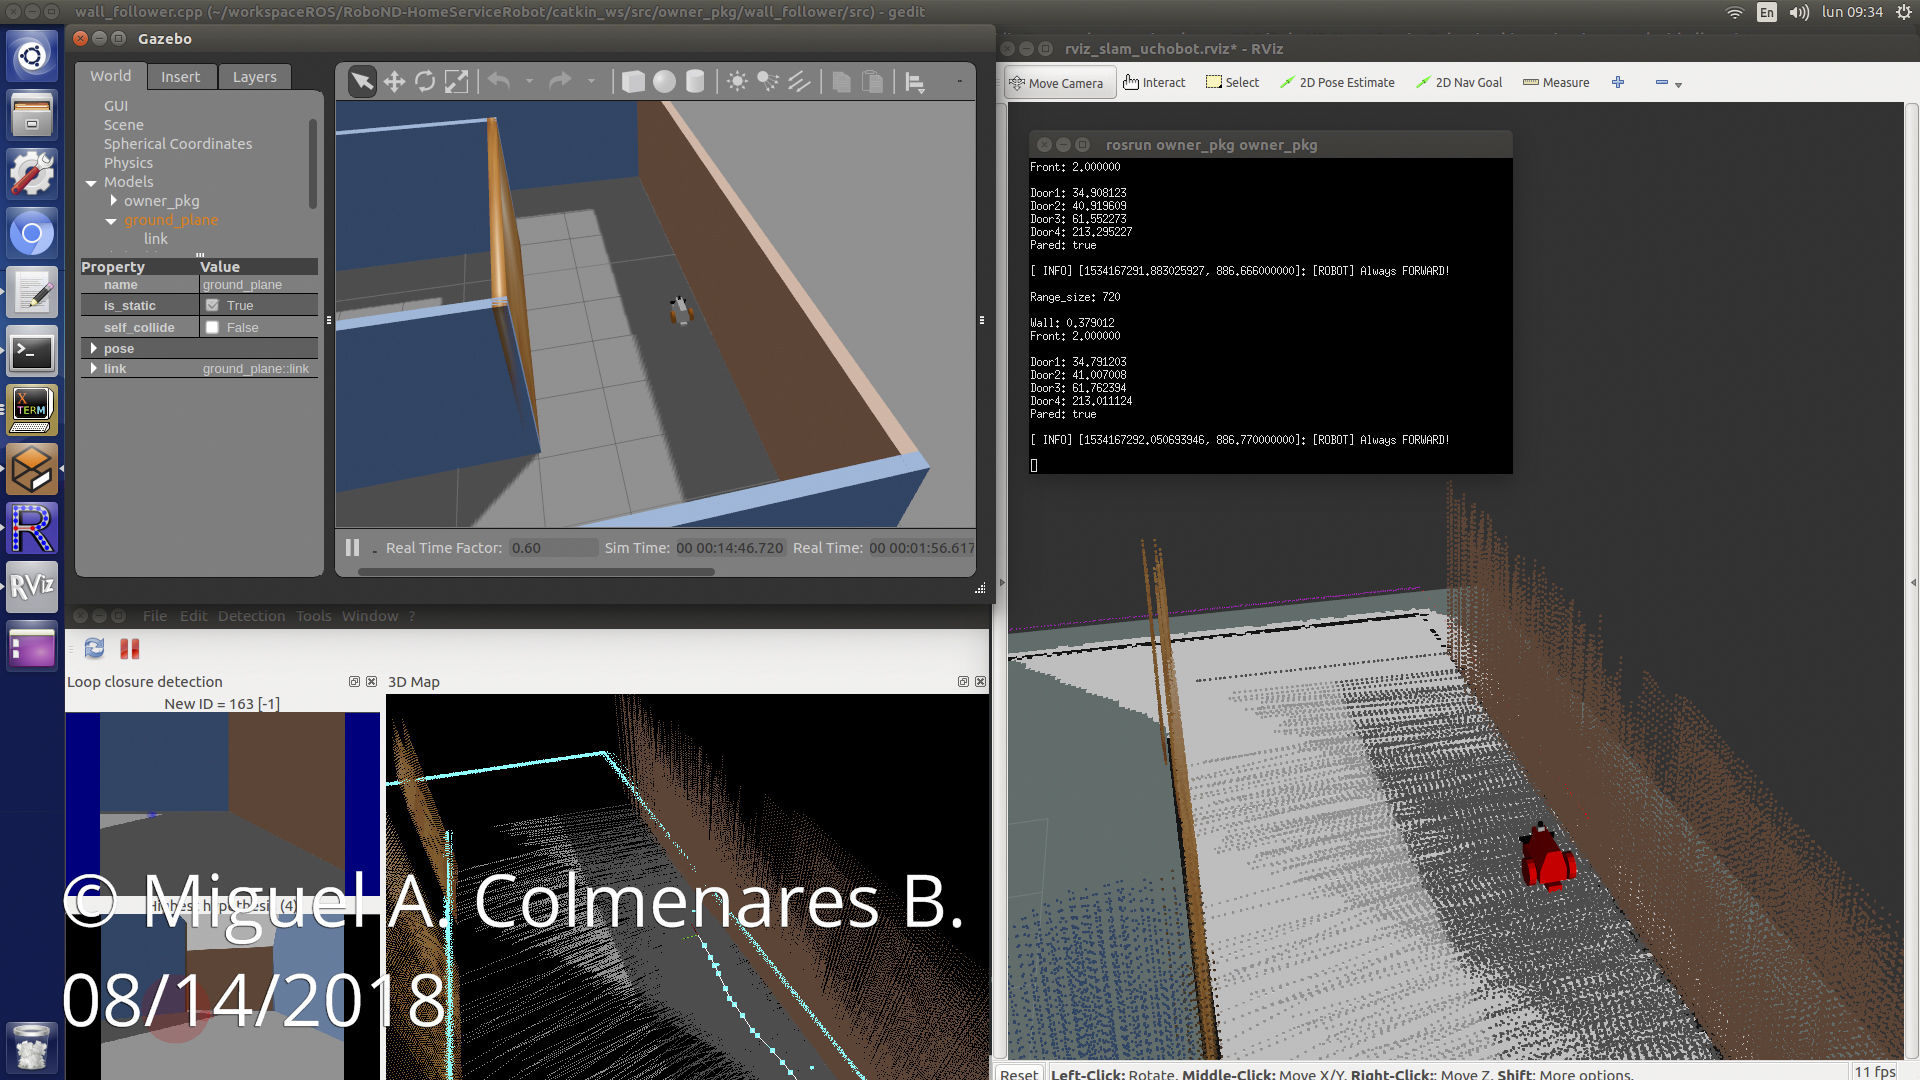 wall_follower.cpp (~/workspaceROS/RoboND-HomeServiceRobot/catkin_ws/src/owner_pkg/wall_follower/src) - gedit
En
lun 09:34
Gazebo
World
Insert
Layers
GUI
Scene
Spherical Coordinates
Physics
Models
owner_pkg
ground_plane
link
Property Value
name ground_plane
is_static True
self_collide False
pose
link ground_plane::link
Real Time Factor: 0.60 Sim Time: 00 00:14:46.720 Real Time: 00 00:01:56.617
File Edit Detection Tools Window ?
Loop closure detection
New ID = 163 [-1]
Highest hypothesis (4)
3D Map
rviz_slam_uchobot.rviz* - RViz
Move Camera Interact Select 2D Pose Estimate 2D Nav Goal Measure
rosrun owner_pkg owner_pkg
Front: 2.000000
Door1: 34.908123
Door2: 40.919609
Door3: 61.552273
Door4: 213.295227
Pared: true
[ INFO] [1534167291.883025927, 886.666000000]: [ROBOT] Always FORWARD!
Range_size: 720
Wall: 0.379012
Front: 2.000000
Door1: 34.791203
Door2: 41.007008
Door3: 61.762394
Door4: 213.011124
Pared: true
[ INFO] [1534167292.050693946, 886.770000000]: [ROBOT] Always FORWARD!
X
TERM
R
RViz
© Miguel A. Colmenares B.
08/14/2018
Reset
Left-Click: Rotate. Middle-Click: Move X/Y. Right-Click:: Move Z. Shift: More options.
11 fps